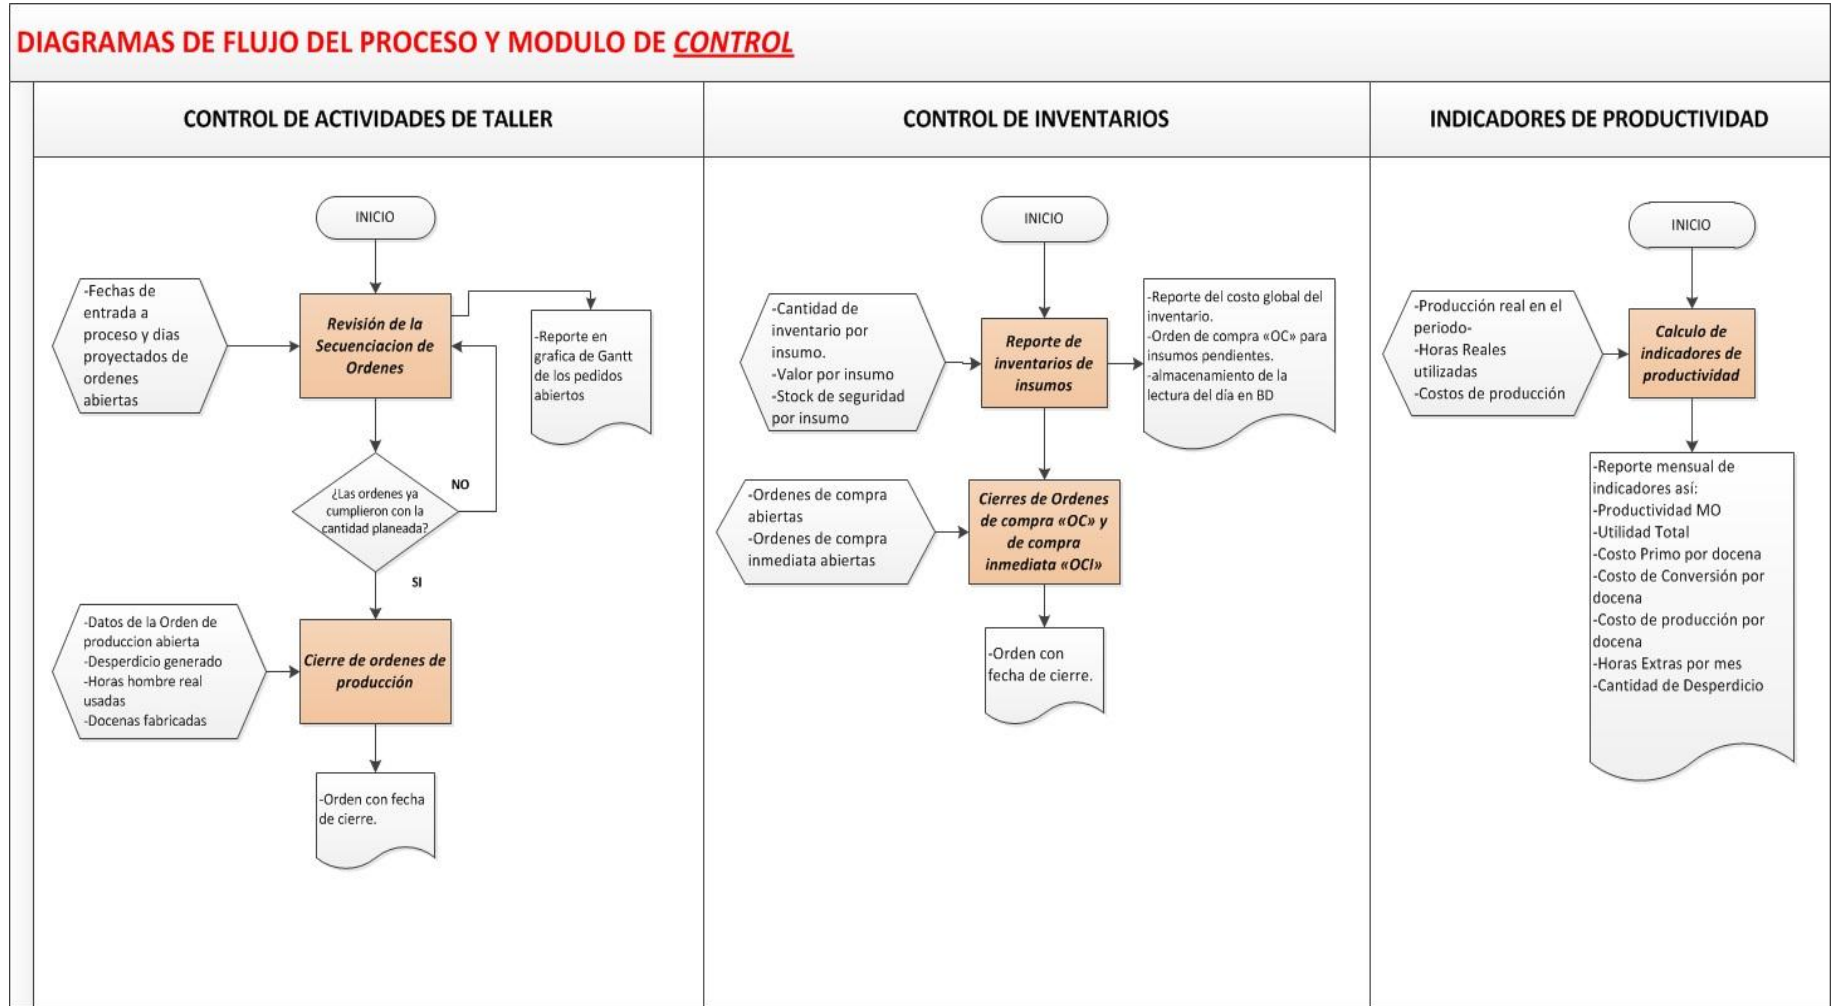 DIAGRAMAS DE FLUJO DEL PROCESO Y MODULO DE CONTROL
CONTROL DE ACTIVIDADES DE TALLER
INICIO
-Fechas de
entrada a
proceso y dias
proyectados de
ordenes
abiertas
Revisión de la
Secuenciacion de
Ordenes
-Reporte en
grafica de Gantt
de los pedidos
abiertos
¿Las ordenes ya
cumplieron con la
cantidad planeada?
NO
SI
-Datos de la Orden de
produccion abierta
-Desperdicio generado
-Horas hombre real
usadas
-Docenas fabricadas
Cierre de ordenes de
producción
-Orden con fecha
de cierre.
CONTROL DE INVENTARIOS
INICIO
-Cantidad de
inventario por
insumo.
-Valor por insumo
-Stock de seguridad
por insumo
Reporte de
inventarios de
insumos
-Reporte del costo global del
inventario.
-Orden de compra «OC» para
insumos pendientes.
-almacenamiento de la
lectura del día en BD
-Ordenes de compra
abiertas
-Ordenes de compra
inmediata abiertas
Cierres de Ordenes
de compra «OC» y
de compra
inmediata «OCI»
-Orden con
fecha de cierre.
INDICADORES DE PRODUCTIVIDAD
INICIO
-Producción real en el
periodo-
-Horas Reales
utilizadas
-Costos de producción
Calculo de
indicadores de
productividad
-Reporte mensual de
indicadores así:
-Productividad MO
-Utilidad Total
-Costo Primo por docena
-Costo de Conversión por
docena
-Costo de producción por
docena
-Horas Extras por mes
-Cantidad de Desperdicio